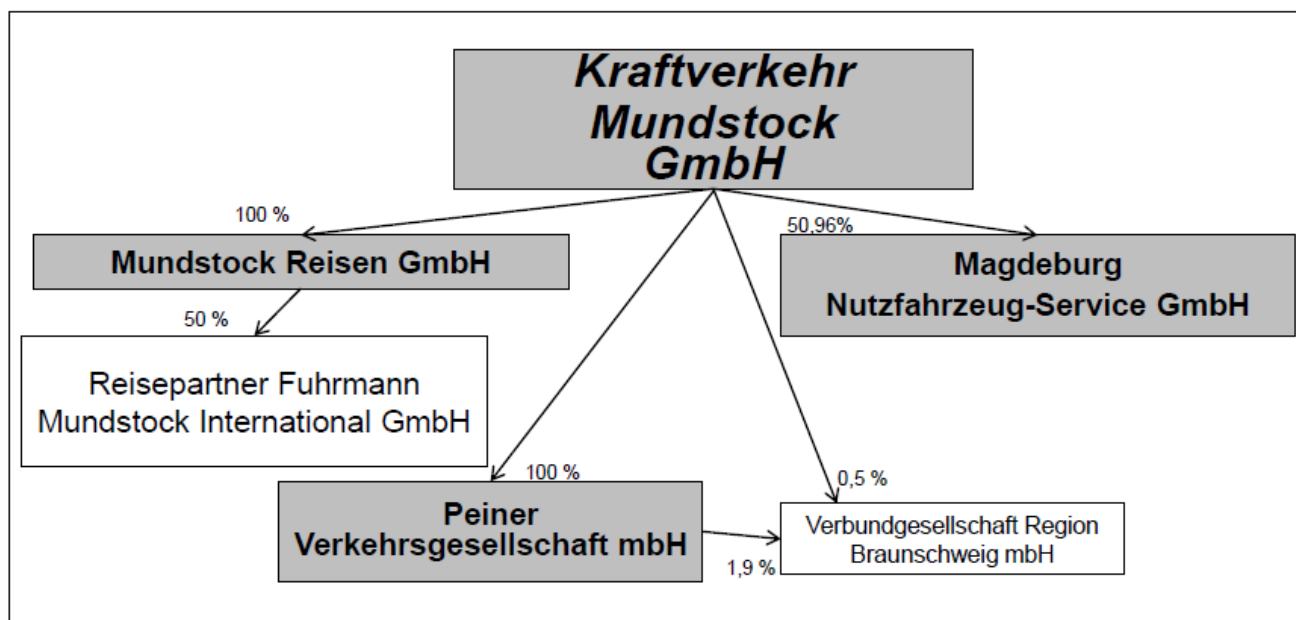 Kraftverkehr
Mundstock
GmbH
100 %
50,96%
Mundstock Reisen GmbH
Magdeburg
Nutzfahrzeug-Service GmbH
50 %
Reisepartner Fuhrmann
Mundstock International GmbH
100 %
0,5 %
Peiner
Verkehrsgesellschaft mbH
Verbundgesellschaft Region
Braunschweig mbH
1,9 %